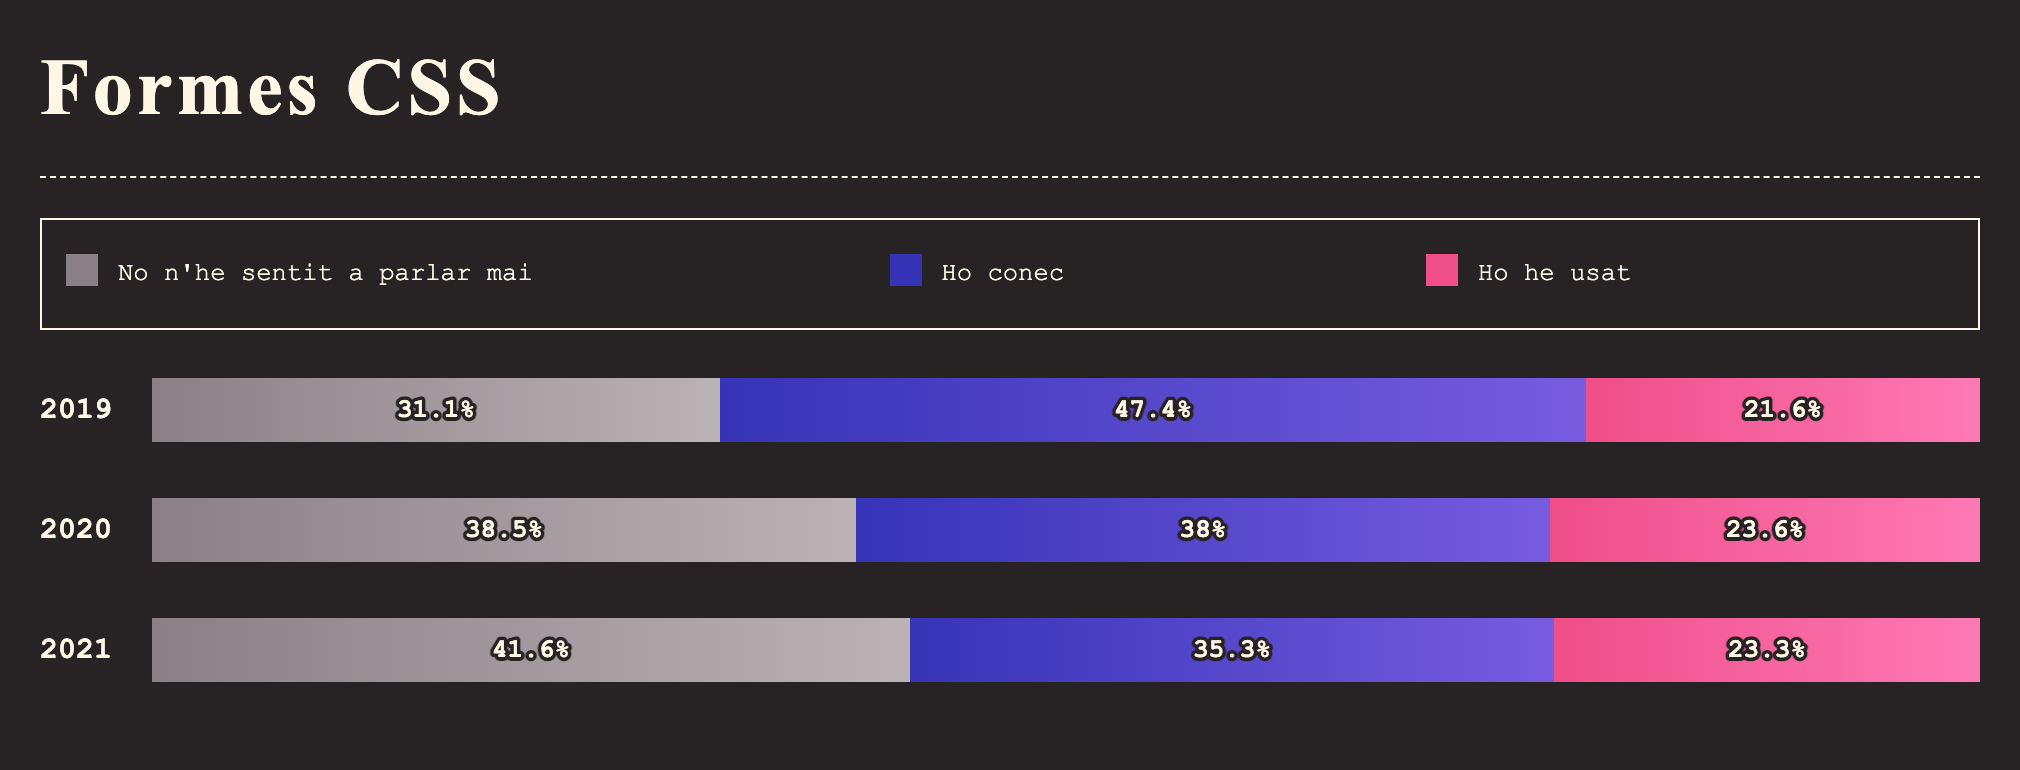 Formes CSS
No n'he sentit a parlar mai Ho conec Ho he usat
2019 31.1% 47.4% 21.6%
2020 38.5% 38% 23.6%
2021 41.6% 35.3% 23.3%